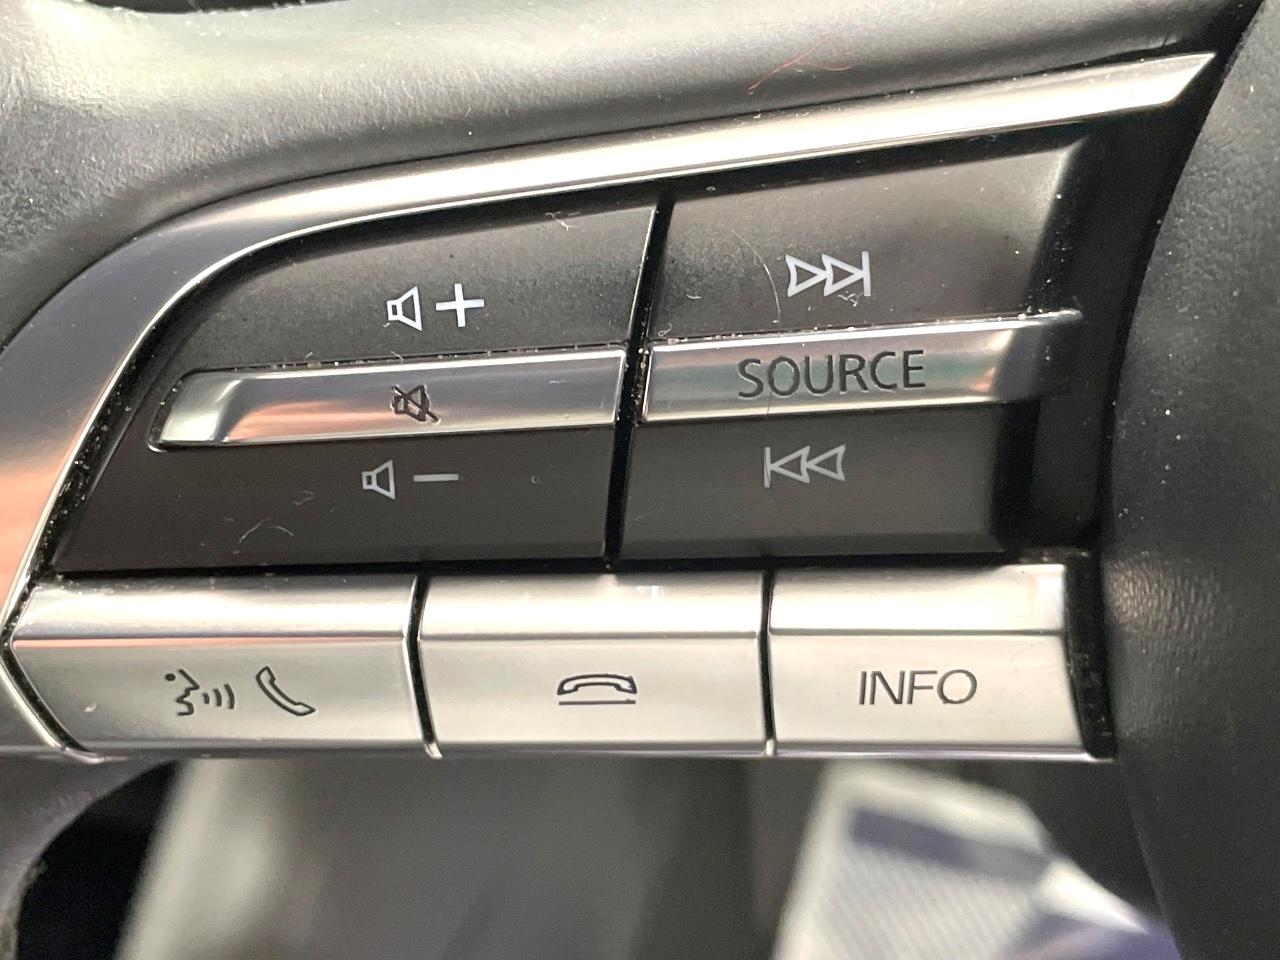 +
SOURCE
−
INFO